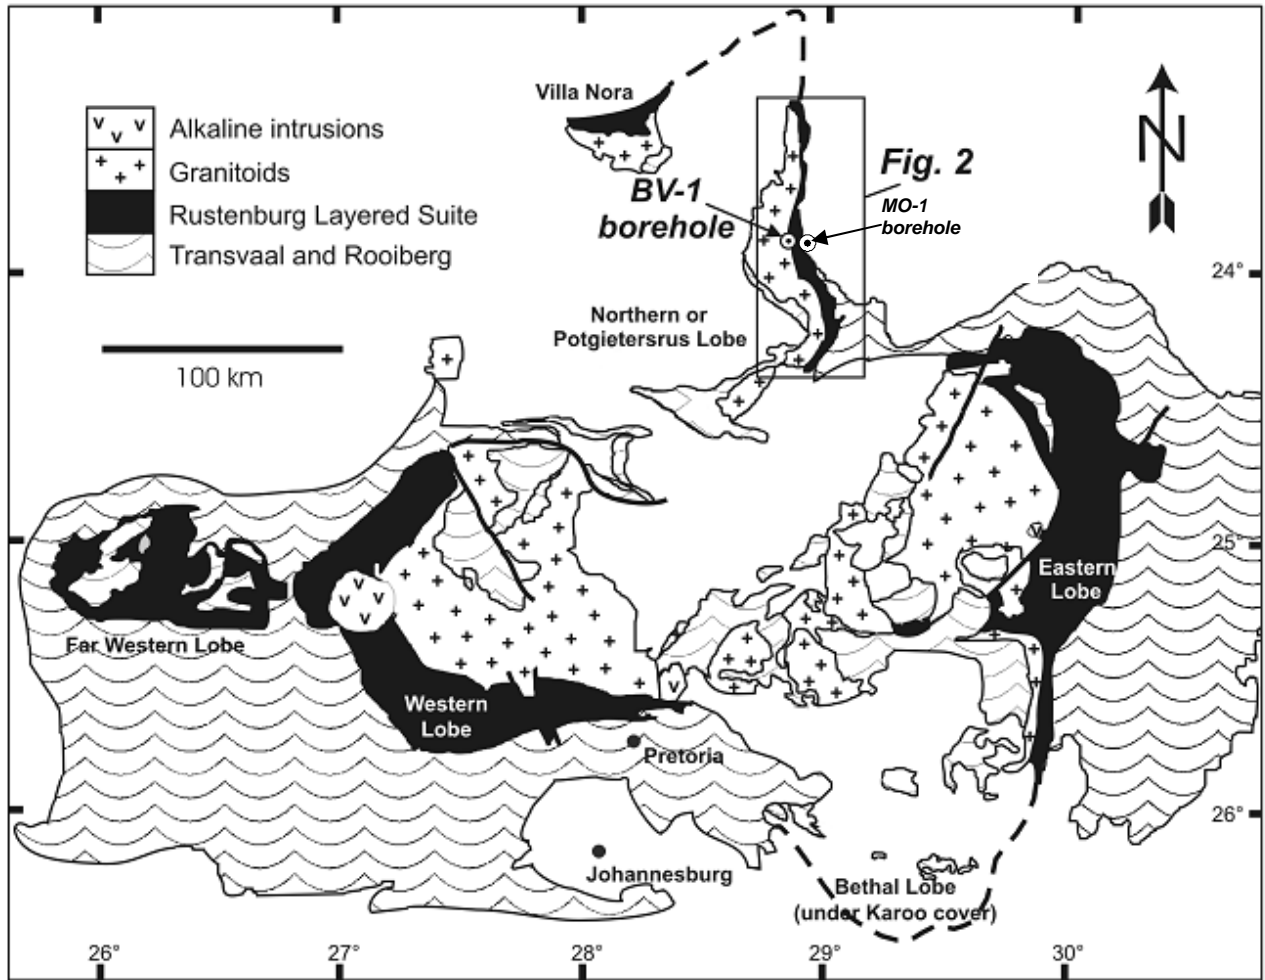 Villa Nora
Alkaline intrusions
Granitoids
Rustenburg Layered Suite
Transvaal and Rooiberg
N
Fig. 2
BV-1
borehole
MO-1
borehole
24°
Northern or
Potgietersrus Lobe
100 km
25°
Eastern
Lobe
Far Western Lobe
Western
Lobe
Pretoria
26°
Johannesburg
Bethal Lobe
(under Karoo cover)
26°
27°
28°
29°
30°